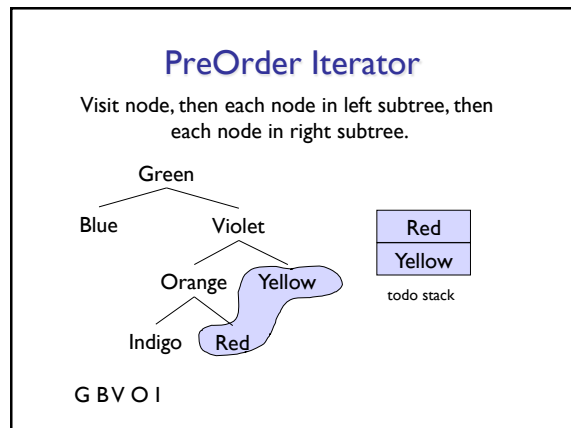 PreOrder Iterator
Visit node, then each node in left subtree, then
each node in right subtree.
Green
Blue Violet
Red
Orange Yellow
Yellow
todo stack
Indigo Red
G B V O I